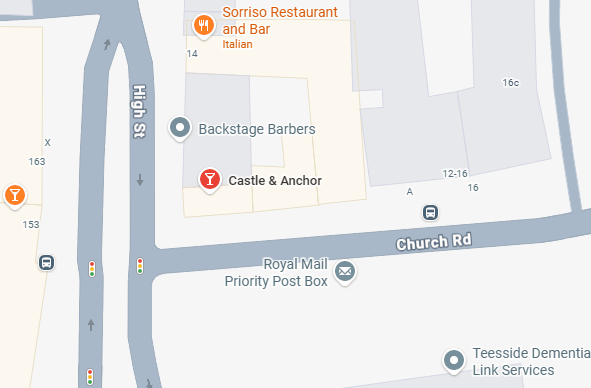 Sorriso Restaurant
and Bar
Italian
14
High St
16c
Backstage Barbers
X
163
12-16
Castle & Anchor
A
16
153
Church Rd
Royal Mail
Priority Post Box
Teesside Dementia
Link Services